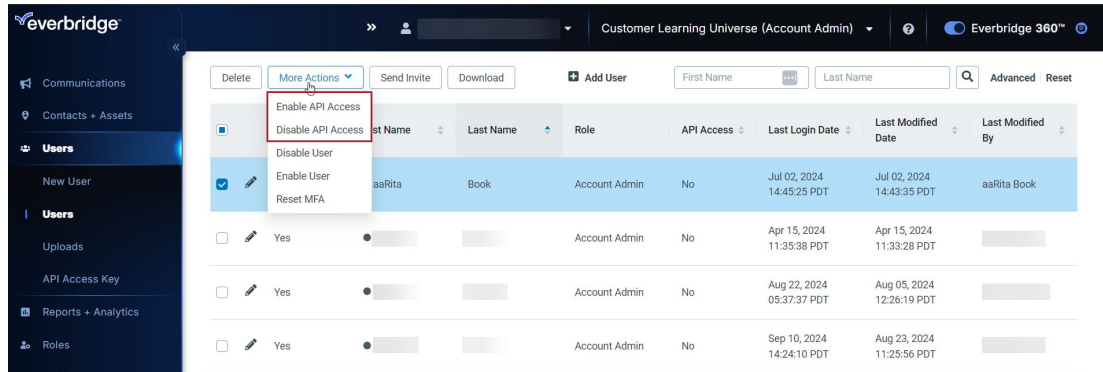 everbridge™
«
»
Customer Learning Universe (Account Admin)
Everbridge 360™
Communications
Contacts + Assets
Users
New User
Users
Uploads
API Access Key
Reports + Analytics
Roles
Delete
More Actions
Send Invite
Download
Add User
First Name
Last Name
Advanced
Reset
Enable API Access
Disable API Access
Disable User
Enable User
Reset MFA
st Name
Last Name
Role
API Access
Last Login Date
Last Modified
Date
Last Modified
By
aaRita
Book
Account Admin
No
Jul 02, 2024
14:45:25 PDT
Jul 02, 2024
14:43:35 PDT
aaRita Book
Yes
Account Admin
No
Apr 15, 2024
11:35:38 PDT
Apr 15, 2024
11:33:28 PDT
Yes
Account Admin
No
Aug 22, 2024
05:37:37 PDT
Aug 05, 2024
12:26:19 PDT
Yes
Account Admin
No
Sep 10, 2024
14:24:10 PDT
Aug 23, 2024
11:25:56 PDT